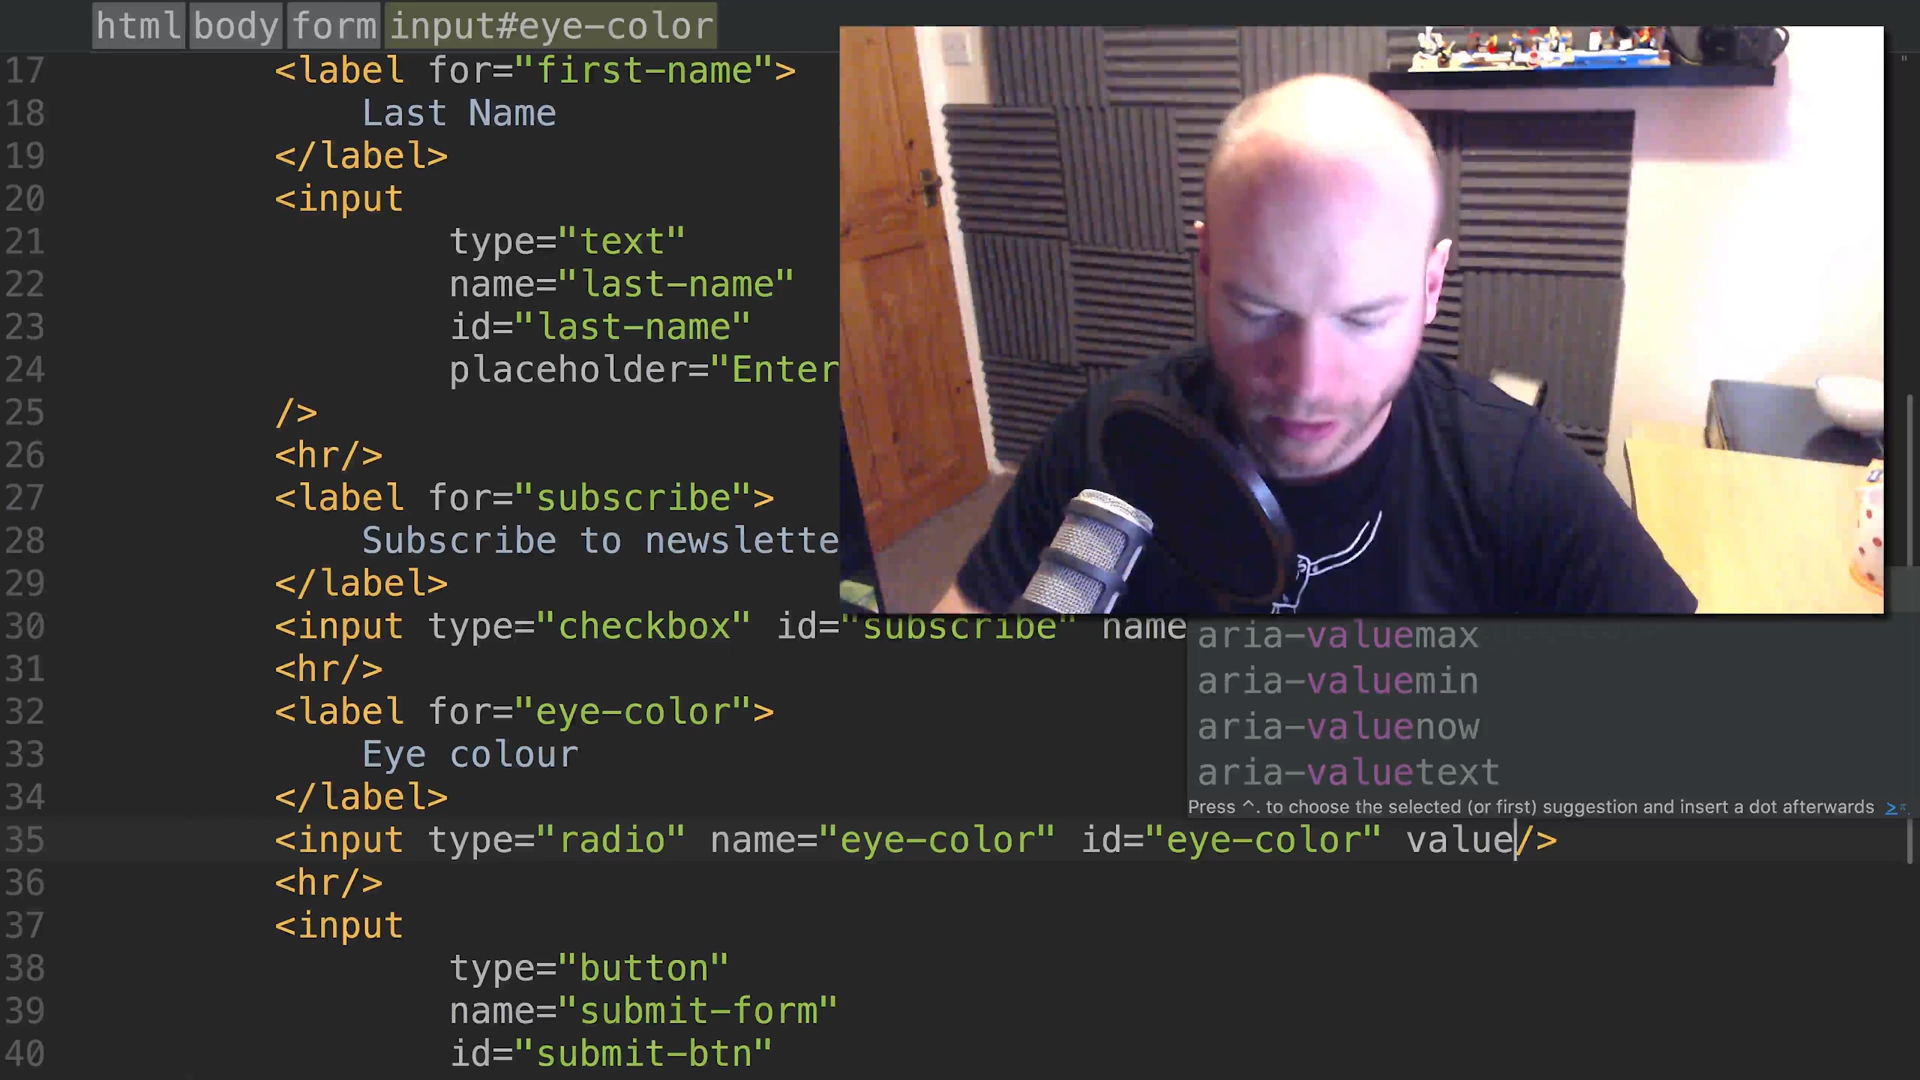 html body form input#eye-color
17 <label for="first-name">
18 Last Name
19 </label>
20 <input
21 type="text"
22 name="last-name"
23 id="last-name"
24 placeholder="Enter
25 />
26 <hr/>
27 <label for="subscribe">
28 Subscribe to newslette
29 </label>
30 <input type="checkbox" id="subscribe" name
31 <hr/>
32 <label for="eye-color">
33 Eye colour
34 </label>
aria-valuemax
aria-valuemin
aria-valuenow
aria-valuetext
Press ^. to choose the selected (or first) suggestion and insert a dot afterwards >
35 <input type="radio" name="eye-color" id="eye-color" value/>
36 <hr/>
37 <input
38 type="button"
39 name="submit-form"
40 id="submit-btn"